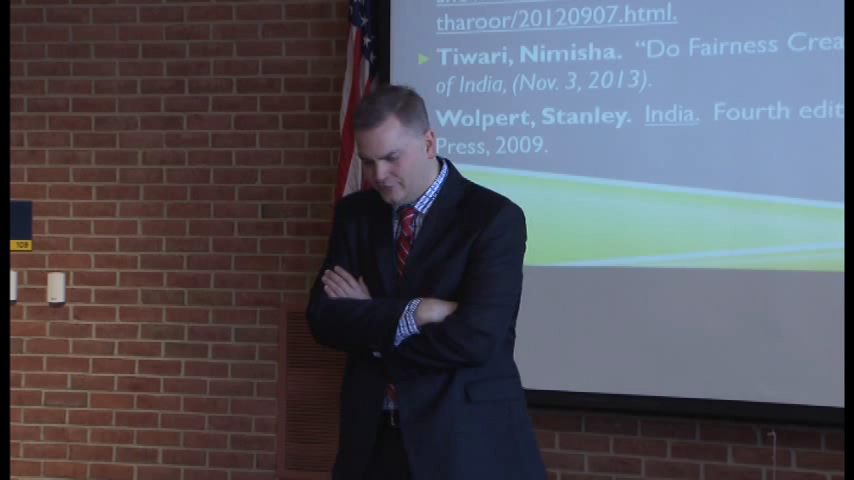 tharoor/20120907.html.
Tiwari, Nimisha. "Do Fairness Crea
of India, (Nov. 3, 2013).
Wolpert, Stanley. India. Fourth edit
Press, 2009.
109